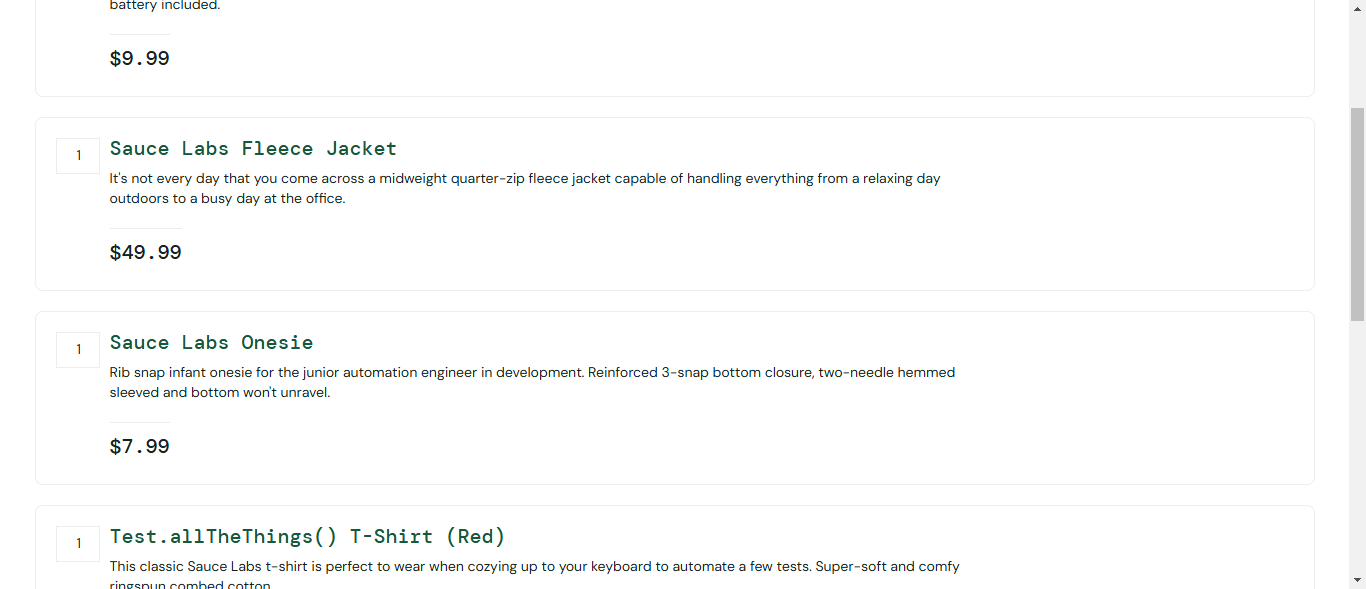 battery included.
$9.99
1
Sauce Labs Fleece Jacket
It's not every day that you come across a midweight quarter-zip fleece jacket capable of handling everything from a relaxing day
outdoors to a busy day at the office.
$49.99
1
Sauce Labs Onesie
Rib snap infant onesie for the junior automation engineer in development. Reinforced 3-snap bottom closure, two-needle hemmed
sleeved and bottom won't unravel.
$7.99
1
Test.allTheThings() T-Shirt (Red)
This classic Sauce Labs t-shirt is perfect to wear when cozying up to your keyboard to automate a few tests. Super-soft and comfy
ringspun combed cotton.